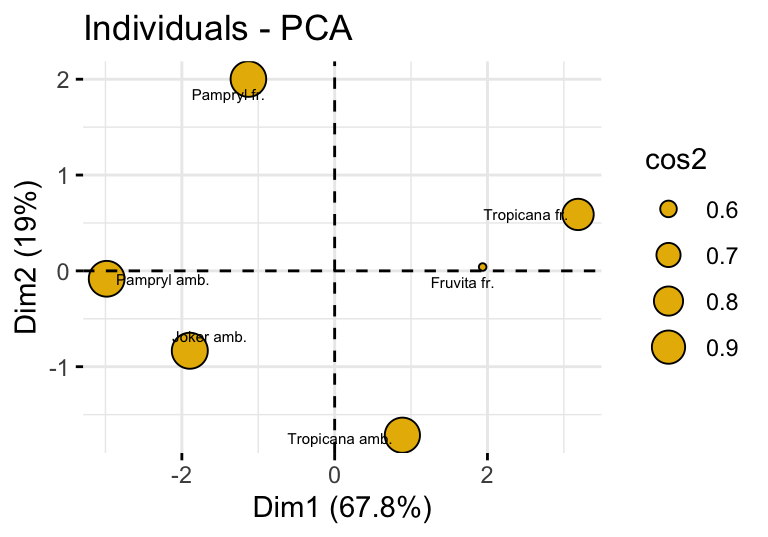 Individuals - PCA
2
Pampryl fr.
1
Tropicana fr.
0
Fruvita fr.
Pampryl amb.
Joker amb.
-1
Tropicana amb.
-2
0
2
Dim1 (67.8%)
Dim2 (19%)
cos2
0.6
0.7
0.8
0.9